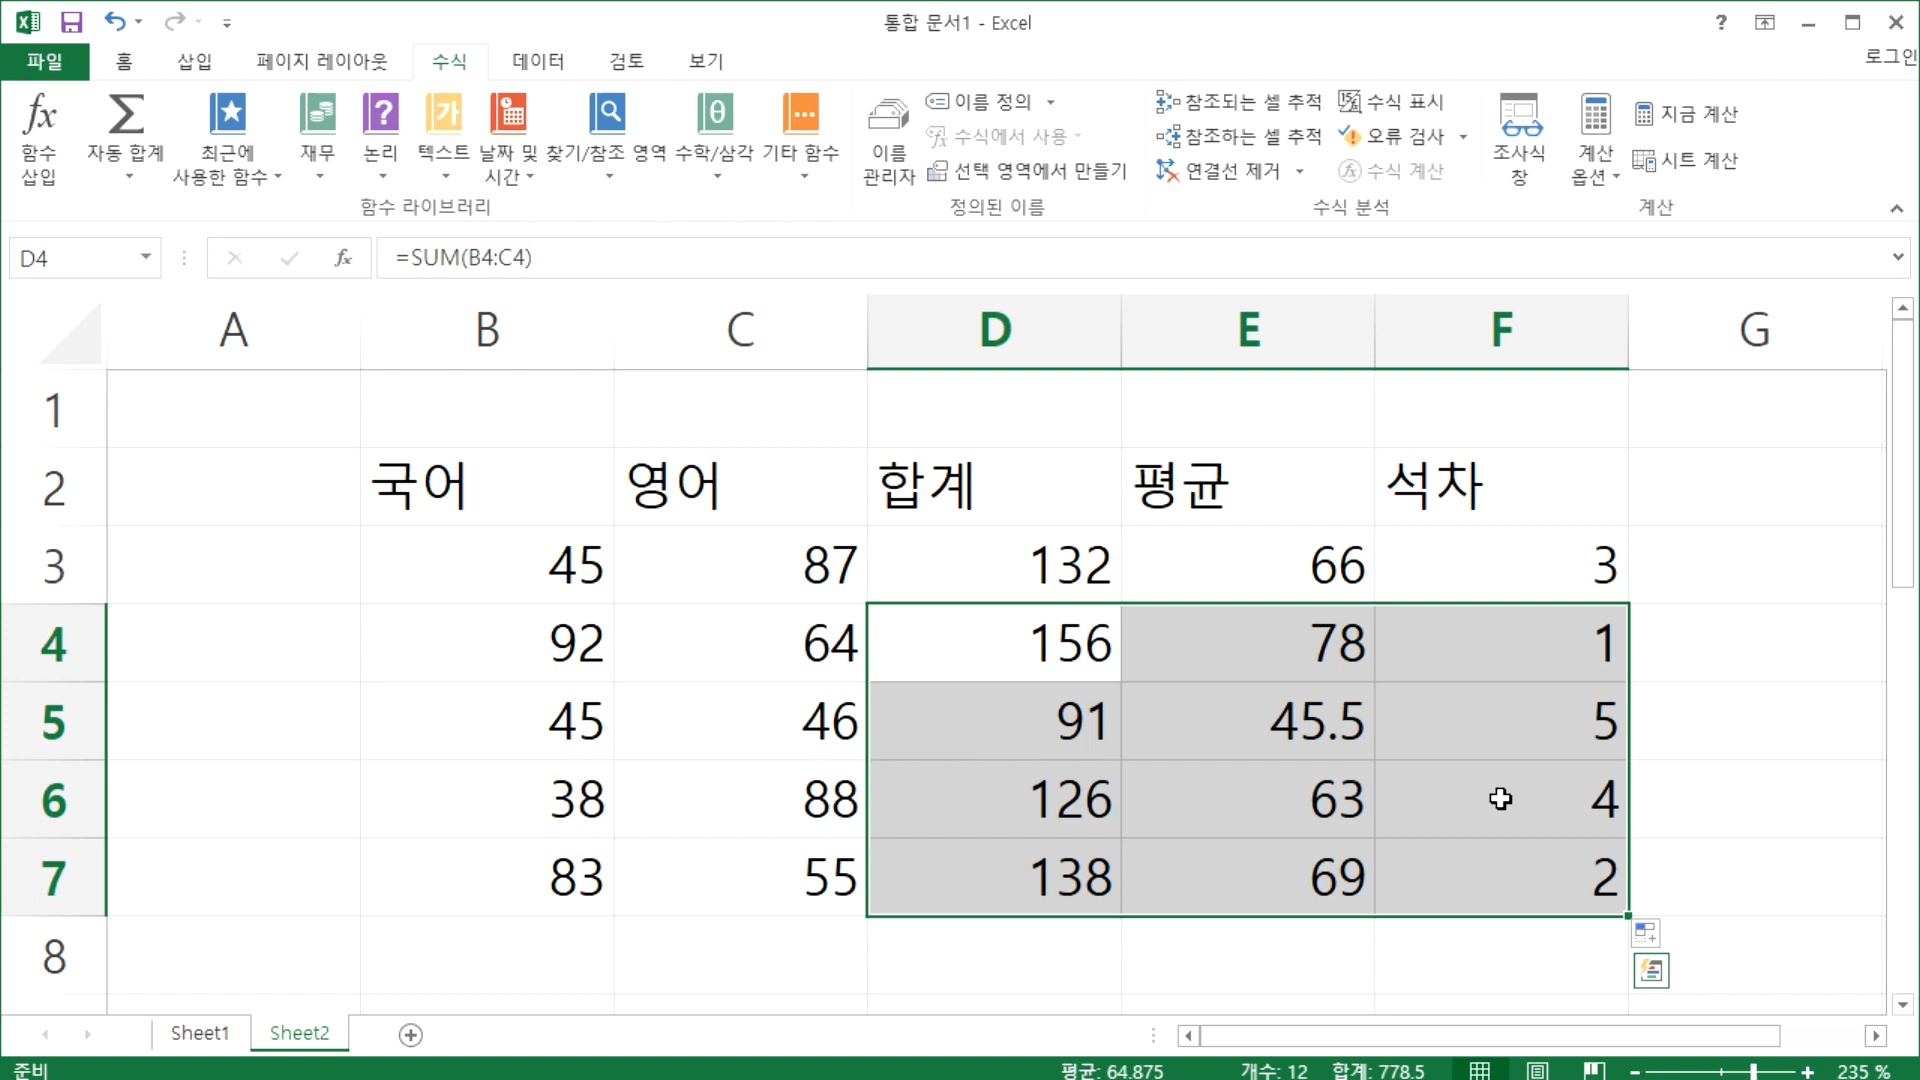 통합 문서1 - Excel
?
로그인
파일 홈 삽입 페이지 레이아웃 수식 데이터 검토 보기
fx 함수 삽입
자동 합계
최근에 사용한 함수
재무
논리
텍스트
날짜 및 시간
찾기/참조 영역
수학/삼각
기타 함수
함수 라이브러리
이름 관리자
이름 정의
수식에서 사용
선택 영역에서 만들기
정의된 이름
참조되는 셀 추적
참조하는 셀 추적
연결선 제거
수식 표시
오류 검사
수식 계산
수식 분석
조사식 창
계산 옵션
지금 계산
시트 계산
계산
D4 fx =SUM(B4:C4)
A B C D E F G
1
2 국어 영어 합계 평균 석차
3 45 87 132 66 3
4 92 64 156 78 1
5 45 46 91 45.5 5
6 38 88 126 63 4
7 83 55 138 69 2
8
Sheet1 Sheet2
준비 평균: 64.875 개수: 12 합계: 778.5 235 %